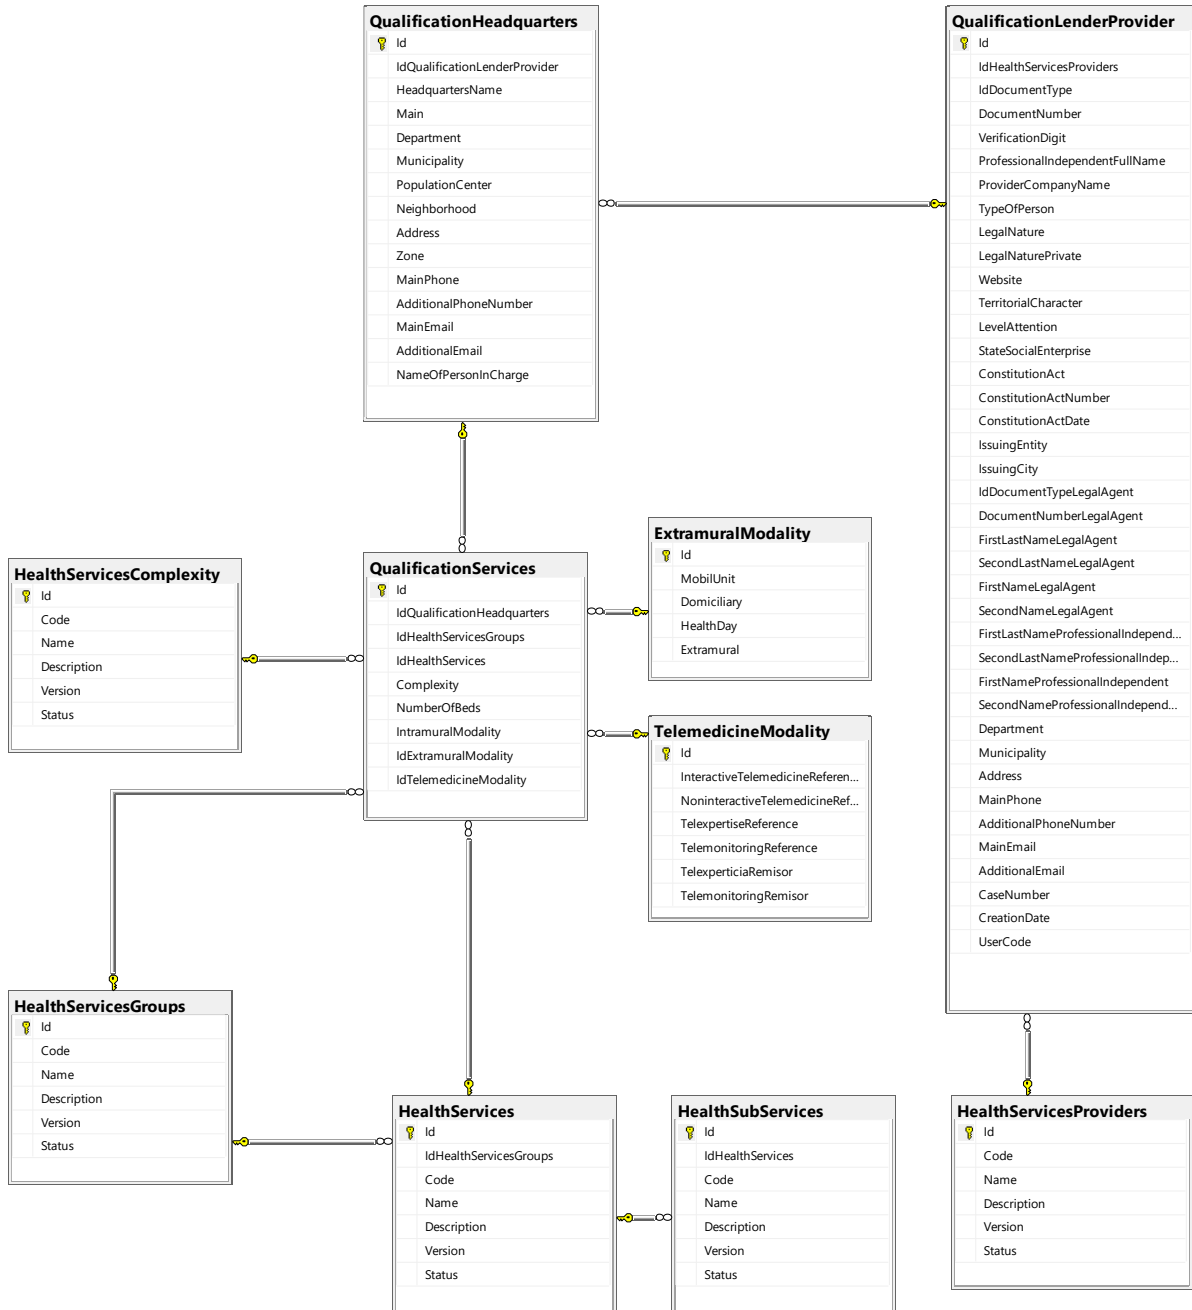 QualificationHeadquarters
Id
IdQualificationLenderProvider
HeadquartersName
Main
Department
Municipality
PopulationCenter
Neighborhood
Address
Zone
MainPhone
AdditionalPhoneNumber
MainEmail
AdditionalEmail
NameOfPersonInCharge
QualificationLenderProvider
Id
IdHealthServicesProviders
IdDocumentType
DocumentNumber
VerificationDigit
ProfessionalIndependentFullName
ProviderCompanyName
TypeOfPerson
LegalNature
LegalNaturePrivate
Website
TerritorialCharacter
LevelAttention
StateSocialEnterprise
ConstitutionAct
ConstitutionActNumber
ConstitutionActDate
IssuingEntity
IssuingCity
IdDocumentTypeLegalAgent
DocumentNumberLegalAgent
FirstLastNameLegalAgent
SecondLastNameLegalAgent
FirstNameLegalAgent
SecondNameLegalAgent
FirstLastNameProfessionalIndepend...
SecondLastNameProfessionalIndep...
FirstNameProfessionalIndependent
SecondNameProfessionalIndepend...
Department
Municipality
Address
MainPhone
AdditionalPhoneNumber
MainEmail
AdditionalEmail
CaseNumber
CreationDate
UserCode
HealthServicesComplexity
Id
Code
Name
Description
Version
Status
QualificationServices
Id
IdQualificationHeadquarters
IdHealthServicesGroups
IdHealthServices
Complexity
NumberOfBeds
IntramuralModality
IdExtramuralModality
IdTelemedicineModality
ExtramuralModality
Id
MobilUnit
Domiciliary
HealthDay
Extramural
TelemedicineModality
Id
InteractiveTelemedicineReferen...
NoninteractiveTelemedicineRef...
TelexpertiseReference
TelemonitoringReference
TelexperticiaRemisor
TelemonitoringRemisor
HealthServicesGroups
Id
Code
Name
Description
Version
Status
HealthServices
Id
IdHealthServicesGroups
Code
Name
Description
Version
Status
HealthSubServices
Id
IdHealthServices
Code
Name
Description
Version
Status
HealthServicesProviders
Id
Code
Name
Description
Version
Status